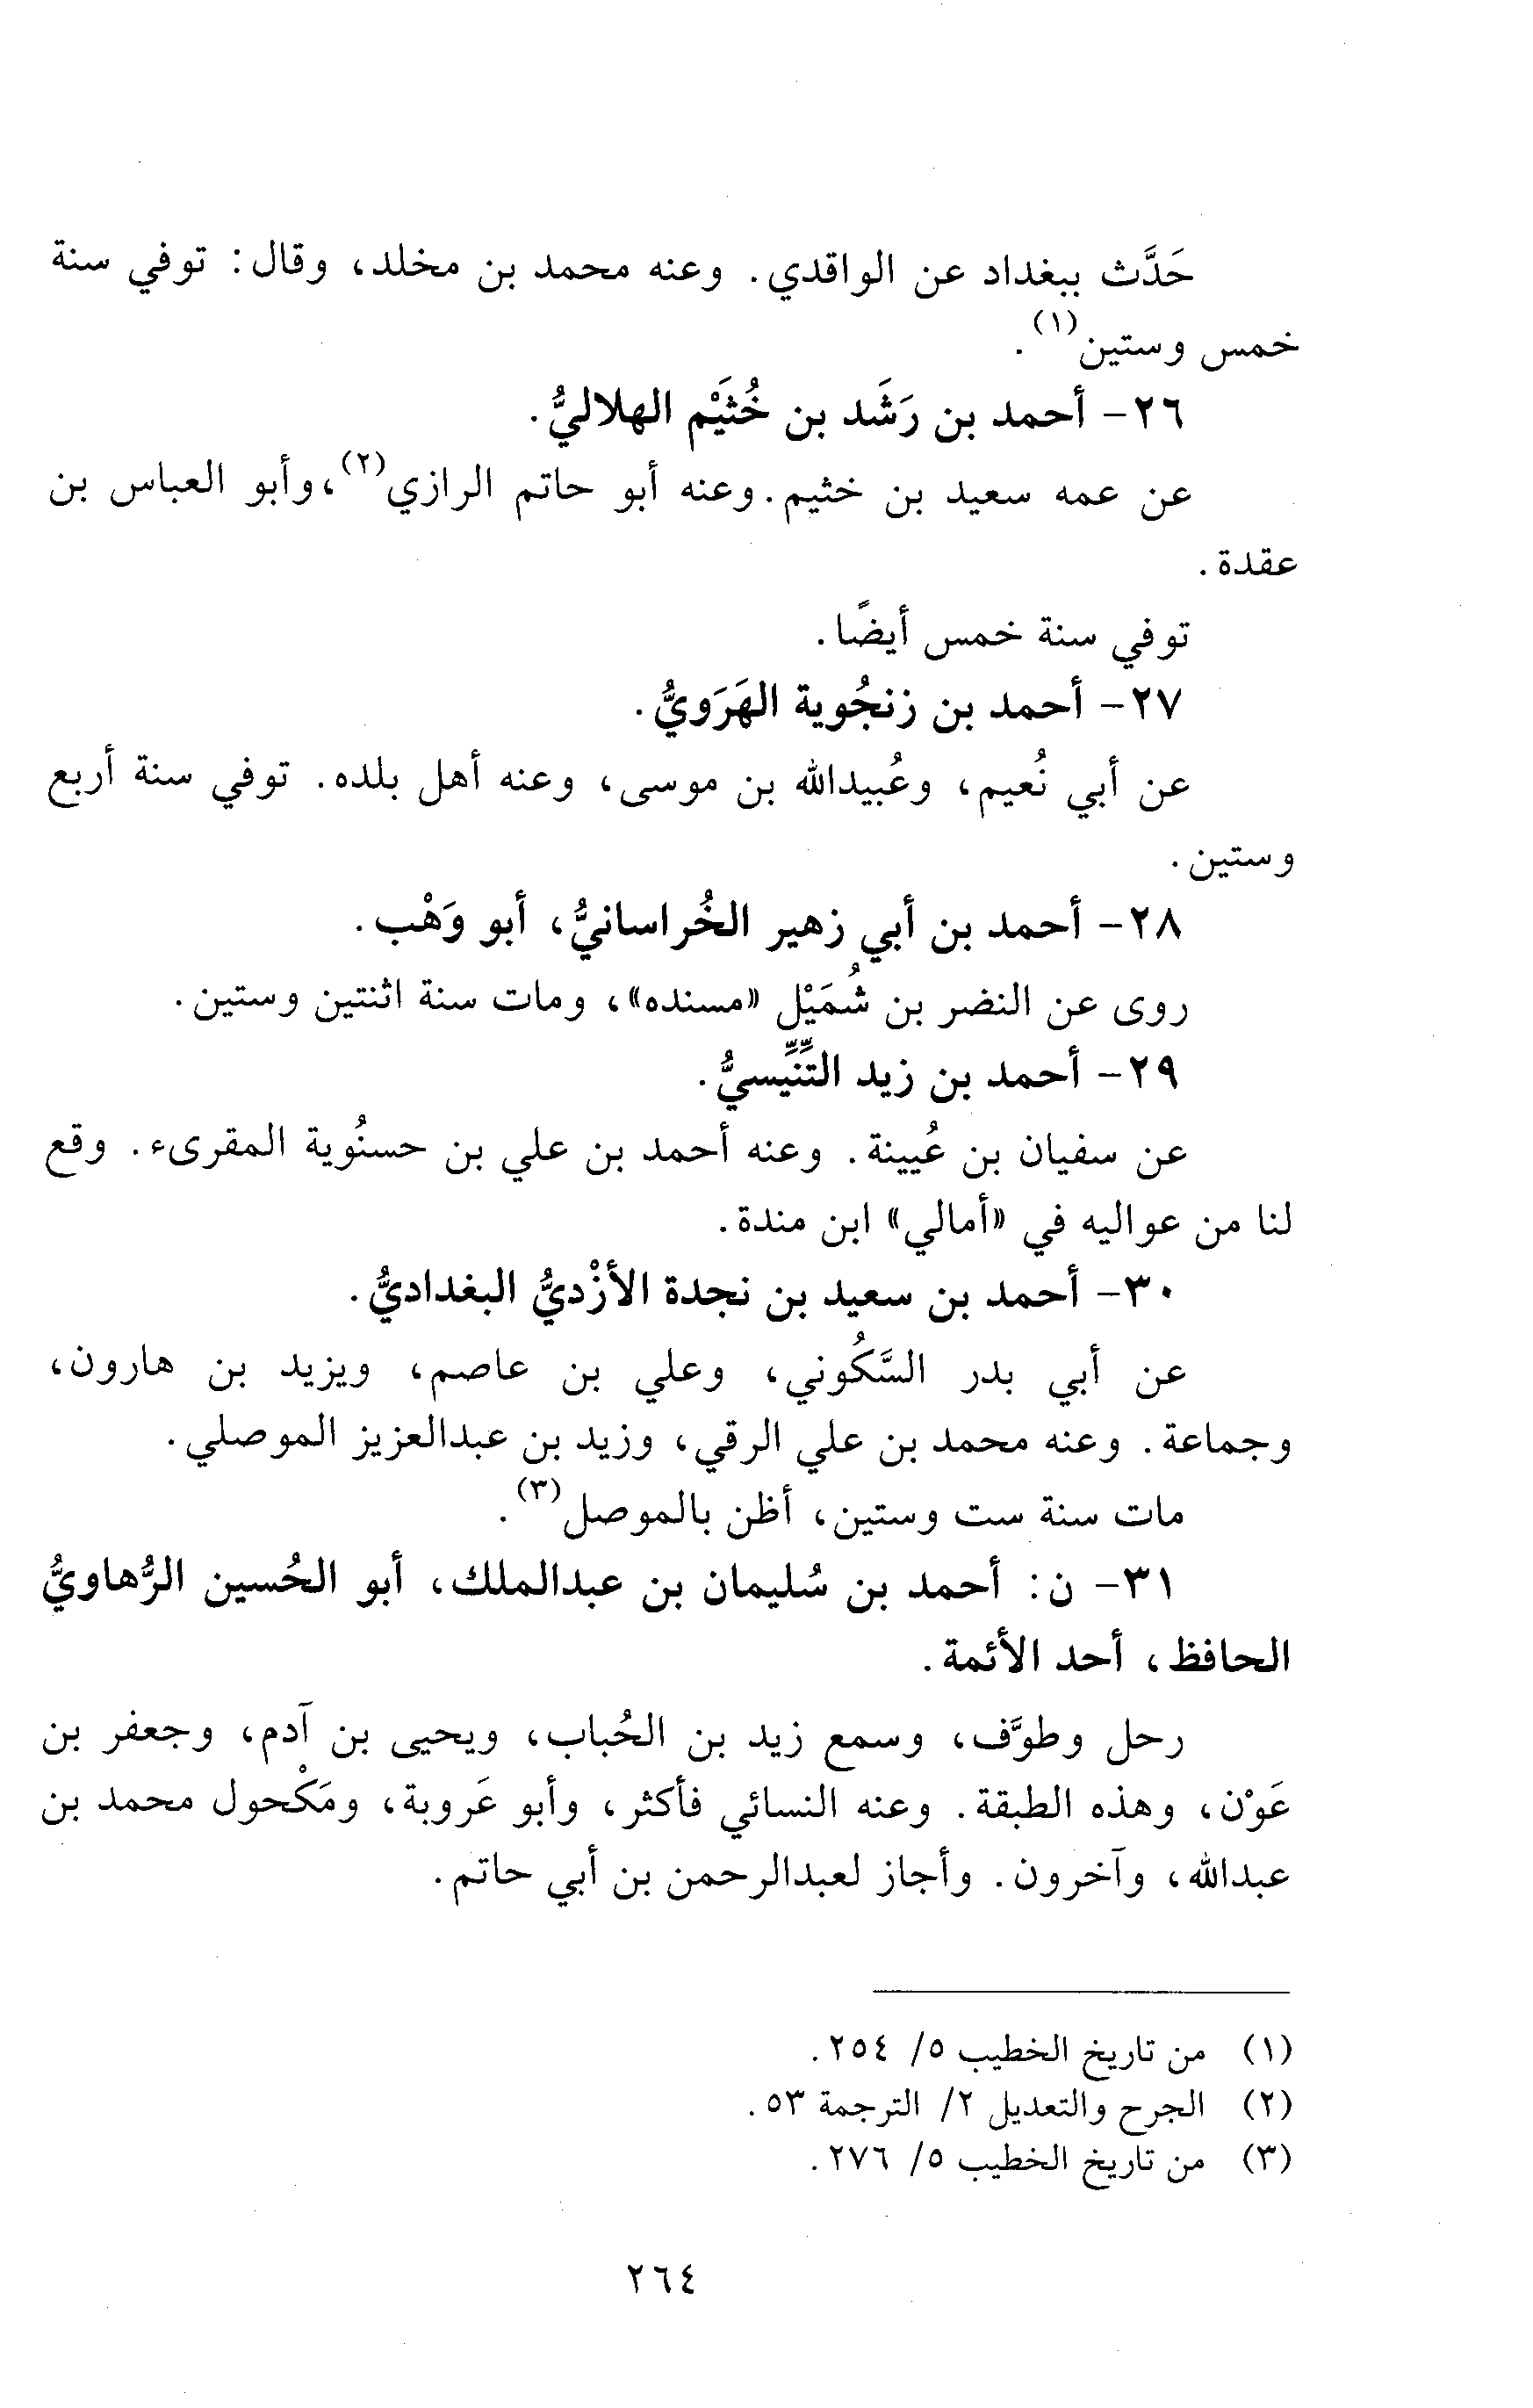 حَدَّث ببغداد عن الواقدي. وعنه محمد بن مخلد، وقال: توفي سنة
خمس وستين(١).
٢٦- أحمد بن رَشَد بن خُثَيْم الهلاليُّ.
عن عمه سعيد بن خثيم. وعنه أبو حاتم الرازي(٢)، وأبو العباس بن
عقدة.
توفي سنة خمس أيضًا.
٢٧- أحمد بن زنجُوية الهَرَويُّ.
عن أبي نُعيم، وعُبيدالله بن موسى، وعنه أهل بلده. توفي سنة أربع
وستين.
٢٨- أحمد بن أبي زهير الخُراسانيُّ، أبو وَهْب.
روى عن النضر بن شُمَيْل «مسنده»، ومات سنة اثنتين وستين.
٢٩- أحمد بن زيد التِّنِّيسيُّ.
عن سفيان بن عُيينة. وعنه أحمد بن علي بن حسنُوية المقرىء. وقع
لنا من عواليه في «أمالي» ابن مندة.
٣٠- أحمد بن سعيد بن نجدة الأزْديُّ البغداديُّ.
عن أبي بدر السَّكُوني، وعلي بن عاصم، ويزيد بن هارون،
وجماعة. وعنه محمد بن علي الرقي، وزيد بن عبدالعزيز الموصلي.
مات سنة ست وستين، أظن بالموصل(٣).
٣١- ن: أحمد بن سُليمان بن عبدالملك، أبو الحُسين الرُّهاويُّ
الحافظ، أحد الأئمة.
رحل وطوَّف، وسمع زيد بن الحُباب، ويحيى بن آدم، وجعفر بن
عَوْن، وهذه الطبقة. وعنه النسائي فأكثر، وأبو عَروبة، ومَكْحول محمد بن
عبدالله، وآخرون. وأجاز لعبدالرحمن بن أبي حاتم.
(١) من تاريخ الخطيب ٥/ ٢٥٤.
(٢) الجرح والتعديل ٢/ الترجمة ٥٣.
(٣) من تاريخ الخطيب ٥/ ٢٧٦.
٢٦٤